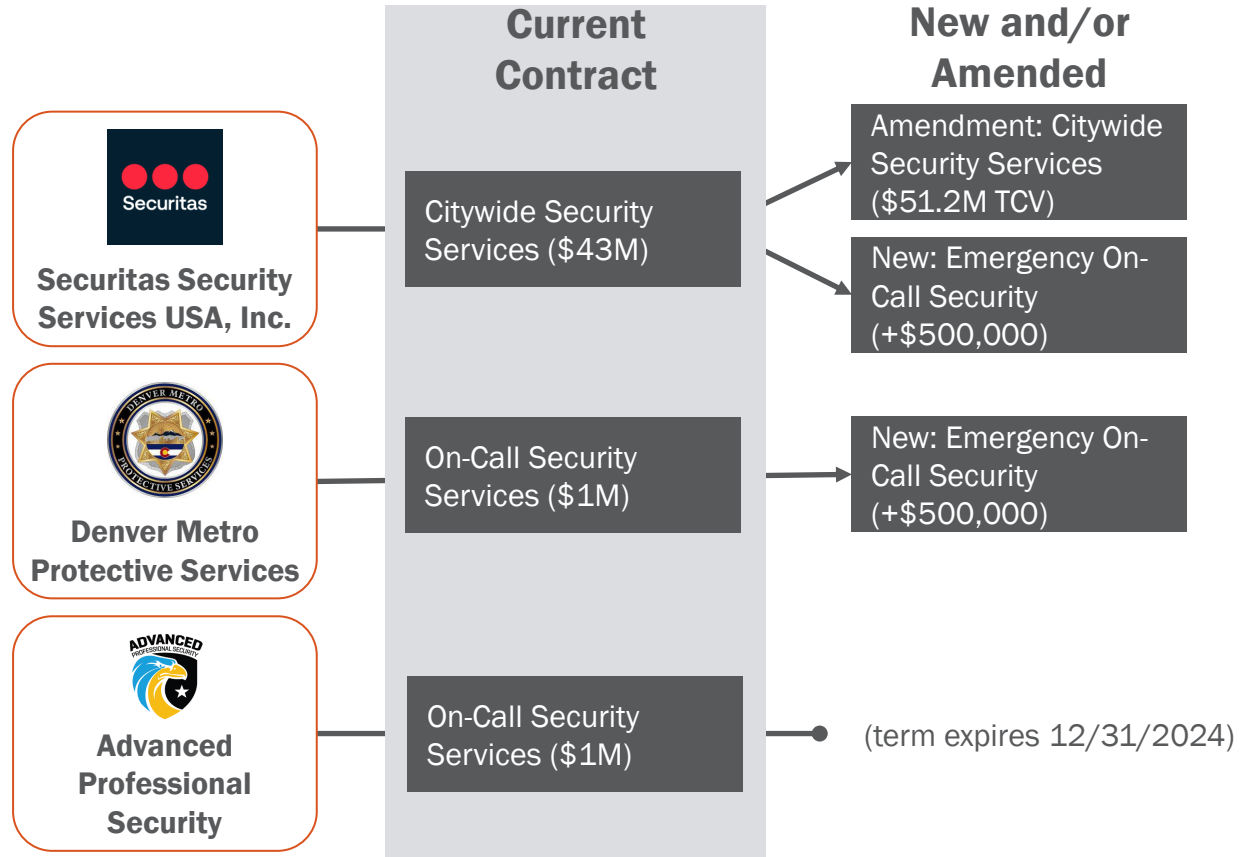 Current
Contract
New and/or
Amended
Securitas
Securitas Security
Services USA, Inc.
Citywide Security
Services ($43M)
Amendment: Citywide
Security Services
($51.2M TCV)
New: Emergency On-
Call Security
(+$500,000)
DENVER METRO
PROTECTIVE SERVICES
Denver Metro
Protective Services
On-Call Security
Services ($1M)
New: Emergency On-
Call Security
(+$500,000)
ADVANCED
PROFESSIONAL SECURITY
Advanced
Professional
Security
On-Call Security
Services ($1M)
(term expires 12/31/2024)